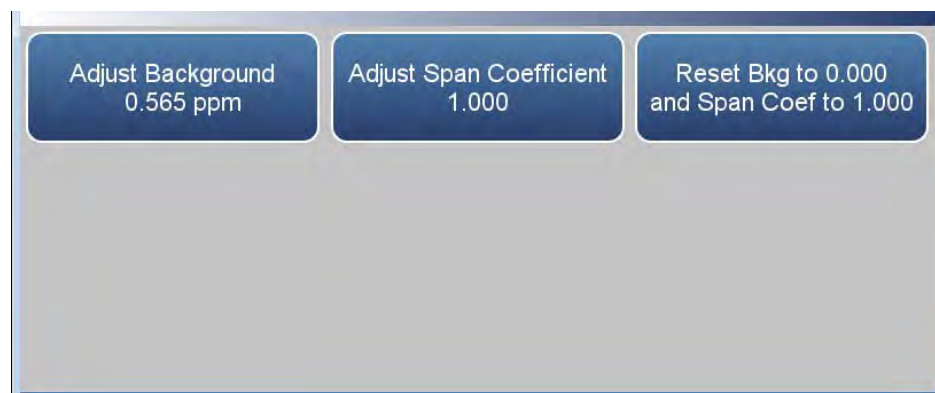 Adjust Background
0.565 ppm
Adjust Span Coefficient
1.000
Reset Bkg to 0.000
and Span Coef to 1.000